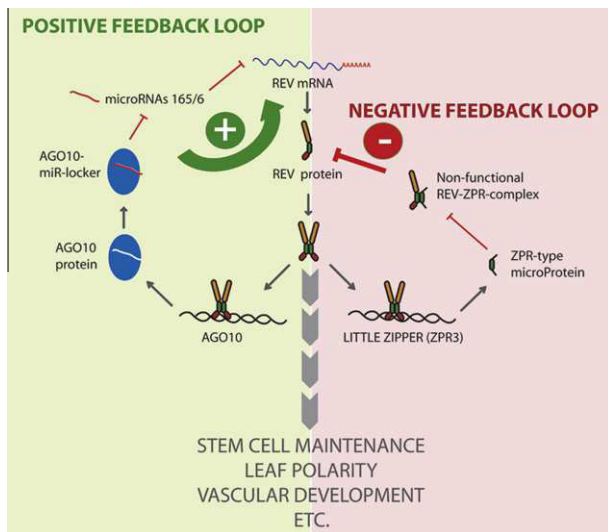 POSITIVE FEEDBACK LOOP
AAAAAAA
REV mRNA
microRNAs 165/6
+
NEGATIVE FEEDBACK LOOP
-
AGO10-
miR-locker
REV protein
Non-functional
REV-ZPR-complex
AGO10
protein
ZPR-type
microProtein
AGO10
LITTLE ZIPPER (ZPR3)
STEM CELL MAINTENANCE
LEAF POLARITY
VASCULAR DEVELOPMENT
ETC.